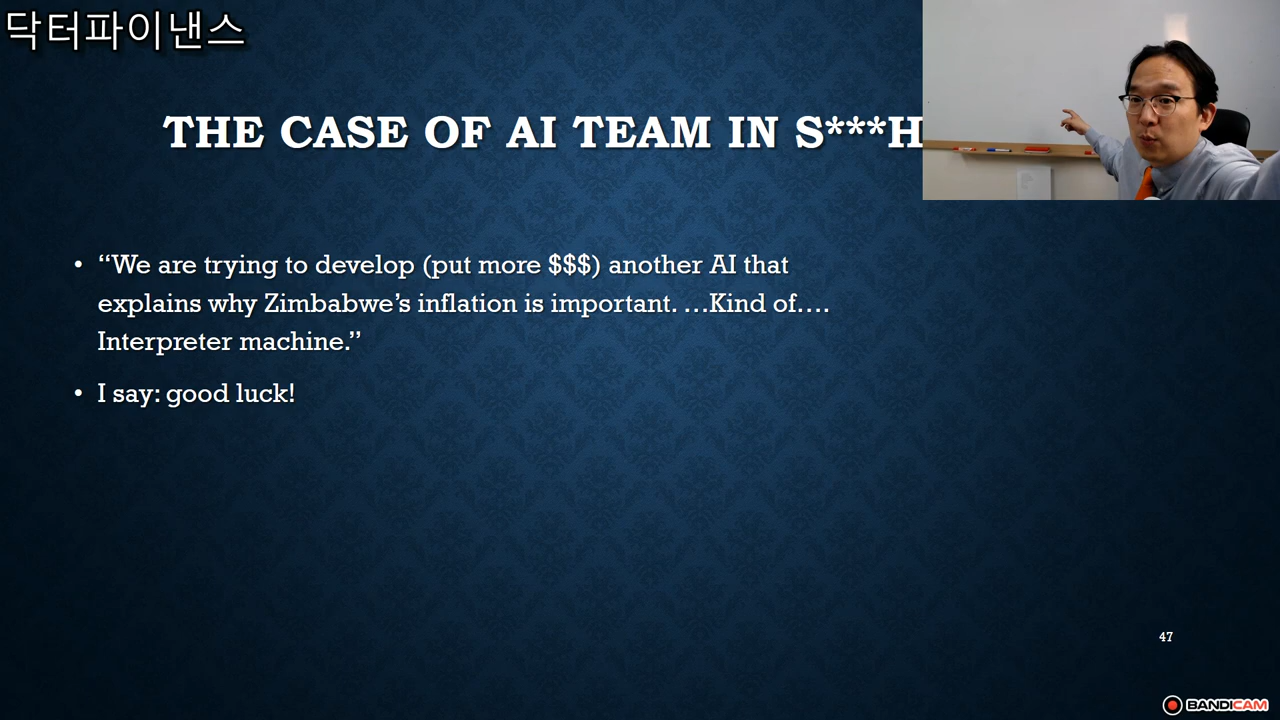 닥터파이낸스
THE CASE OF AI TEAM IN S***H
• “We are trying to develop (put more $$$) another AI that
explains why Zimbabwe’s inflation is important. …Kind of….
Interpreter machine.”
• I say: good luck!
47
BANDICAM